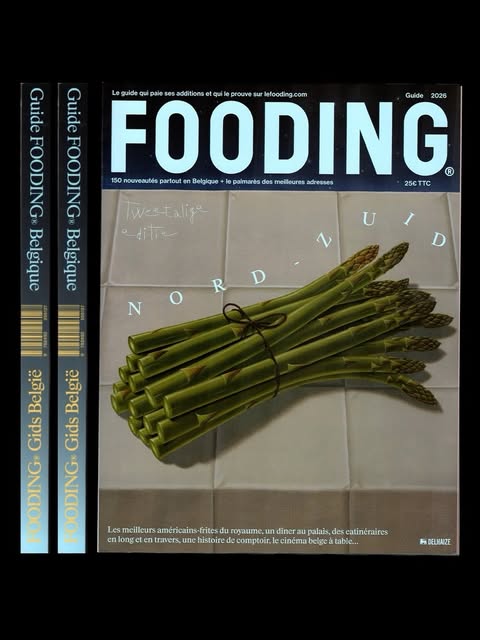 Guide FOODING® Belgique
FOODING® Gids België
Guide FOODING® Belgique
FOODING® Gids België
Le guide qui paie ses additions et qui le prouve sur lefooding.com
Guide 2026
FOODING®
150 nouveautés partout en Belgique + le palmarès des meilleures adresses
25€ TTC
Tweetalige
editie
NORD-ZUID
Les meilleurs américains-frites du royaume, un dîner au palais, des eatinéraires
en long et en travers, une histoire de comptoir, le cinéma belge à table...
DELHAIZE